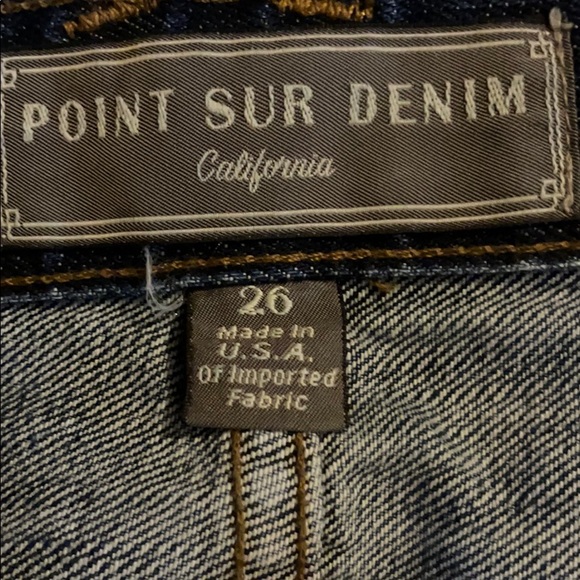 POINT SUR DENIM
California
26
Made In
U.S.A.
Of Imported
Fabric